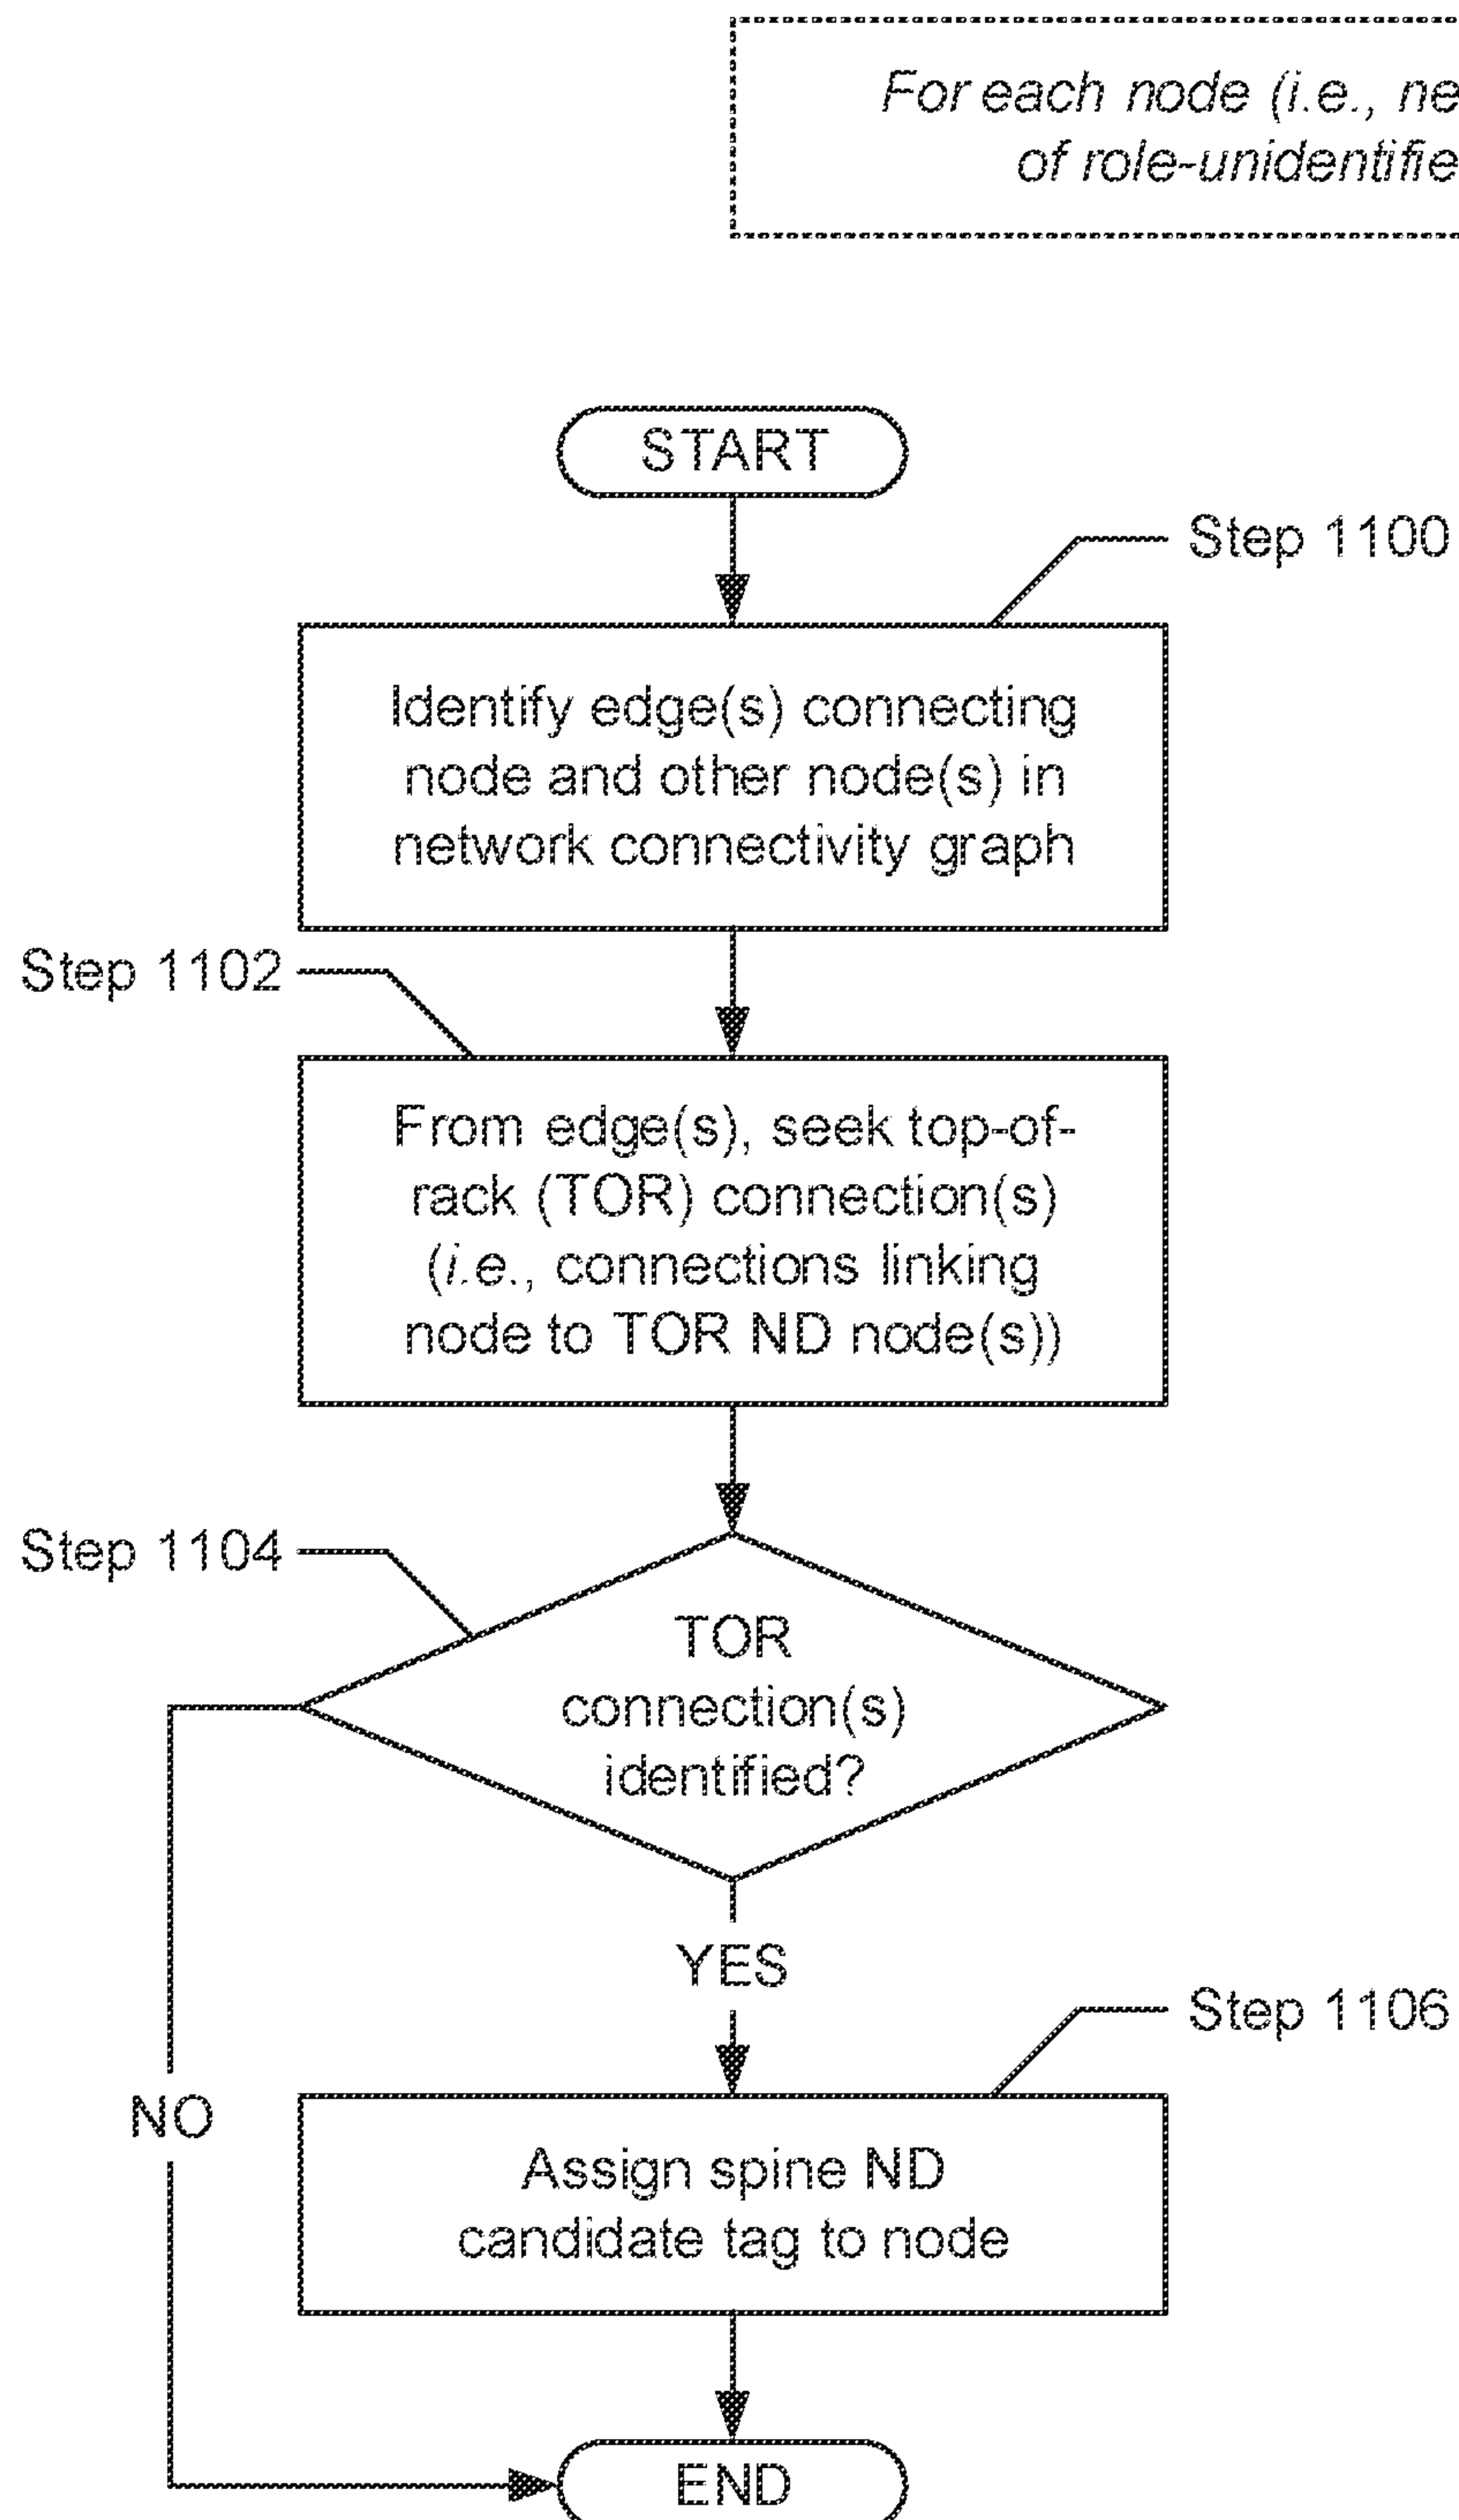 For each node (i.e., ne
of role-unidentifie
START
Step 1100
Identify edge(s) connecting
node and other node(s) in
network connectivity graph
Step 1102
From edge(s), seek top-of-
rack (TOR) connection(s)
(i.e., connections linking
node to TOR ND node(s))
Step 1104
TOR
connection(s)
identified?
YES
Step 1106
NO
Assign spine ND
candidate tag to node
END